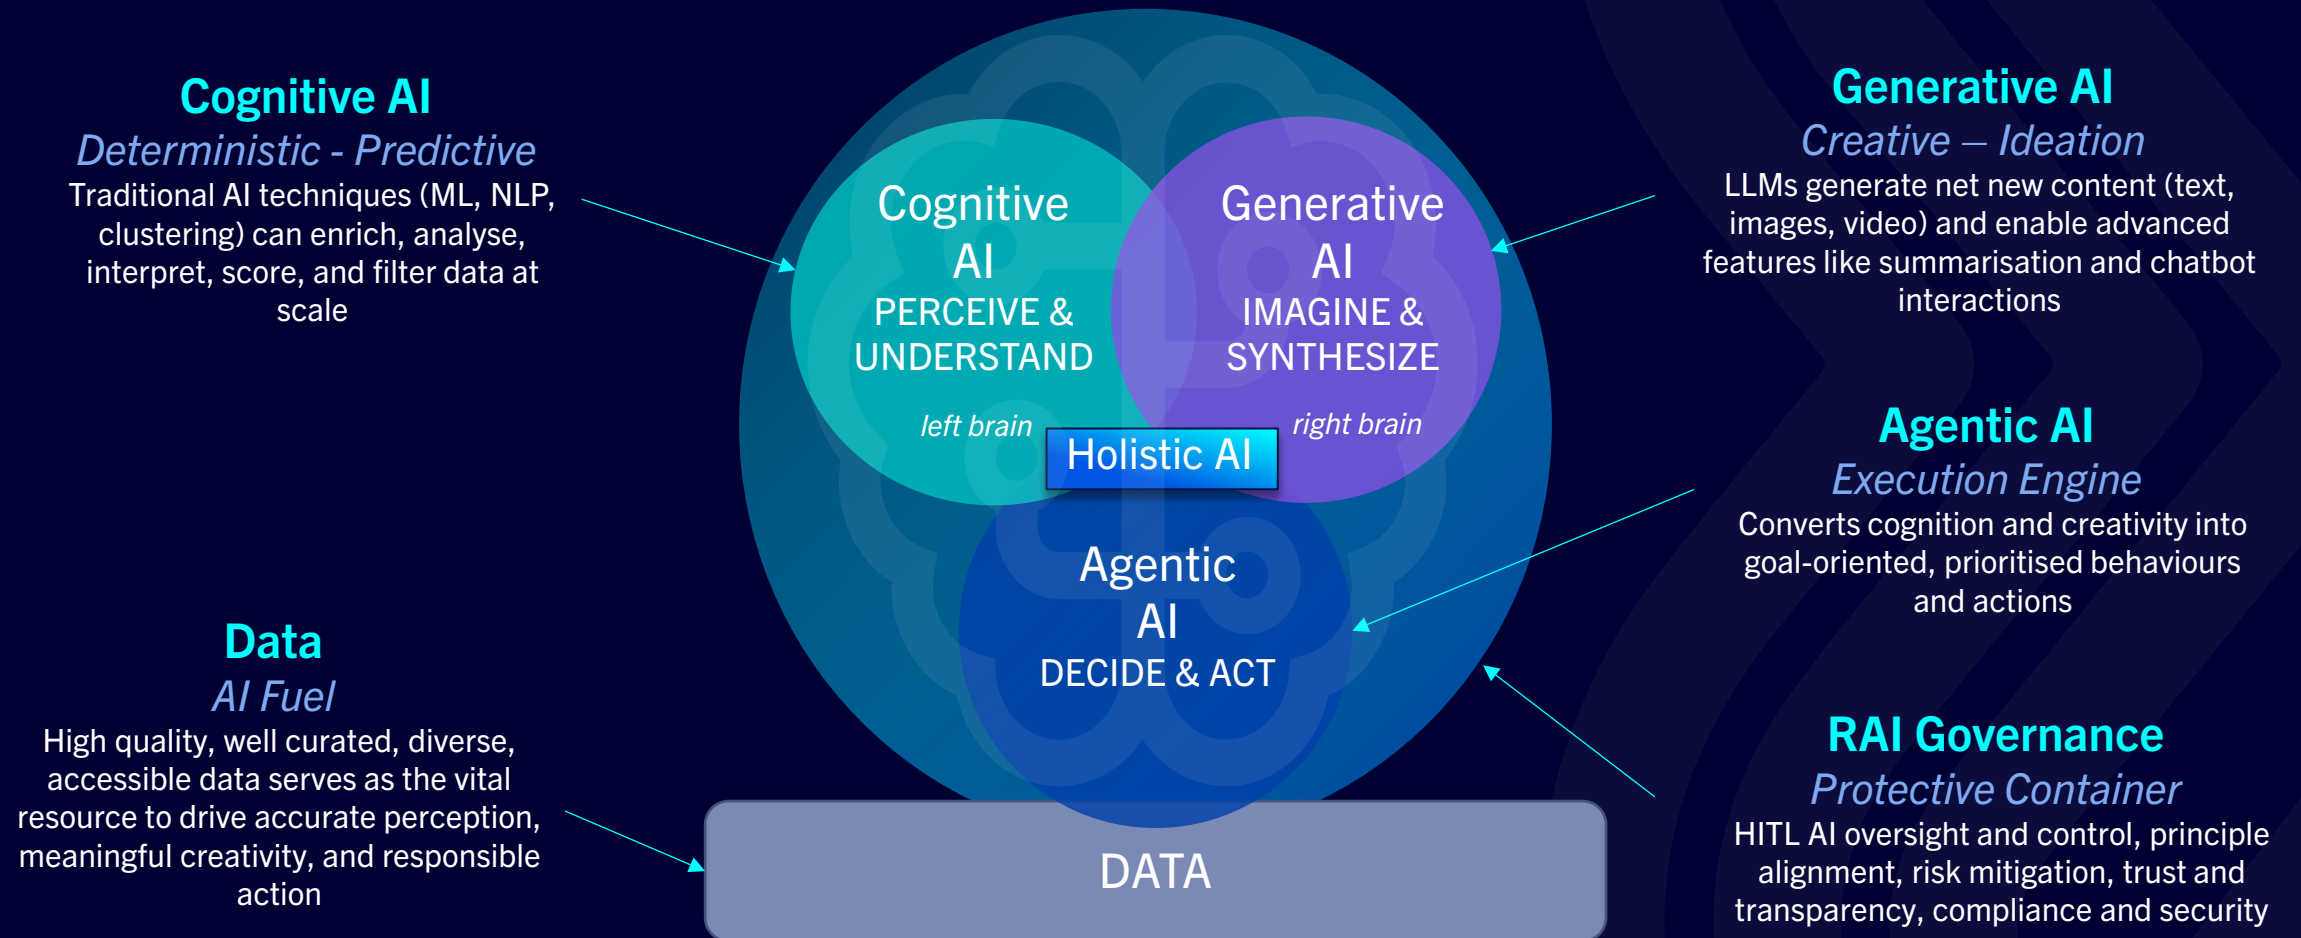 Cognitive AI
Deterministic - Predictive
Traditional AI techniques (ML, NLP,
clustering) can enrich, analyse,
interpret, score, and filter data at
scale
Data
AI Fuel
High quality, well curated, diverse,
accessible data serves as the vital
resource to drive accurate perception,
meaningful creativity, and responsible
action
Cognitive
AI
PERCEIVE &
UNDERSTAND
left brain
Generative
AI
IMAGINE &
SYNTHESIZE
right brain
Holistic AI
Agentic
AI
DECIDE & ACT
DATA
Generative AI
Creative – Ideation
LLMs generate net new content (text,
images, video) and enable advanced
features like summarisation and chatbot
interactions
Agentic AI
Execution Engine
Converts cognition and creativity into
goal-oriented, prioritised behaviours
and actions
RAI Governance
Protective Container
HITL AI oversight and control, principle
alignment, risk mitigation, trust and
transparency, compliance and security